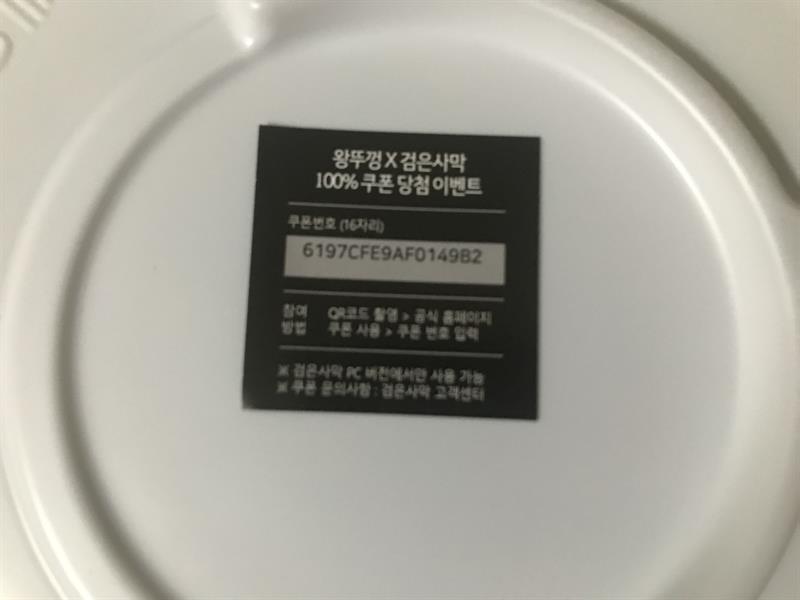 왕뚜껑 X 검은사막
100% 쿠폰 당첨 이벤트
쿠폰번호 (16자리)
6197CFE9AF0149B2
참여 방법
QR코드 촬영 > 공식 홈페이지
쿠폰 사용 > 쿠폰 번호 입력
※ 검은사막 PC 버전에서만 사용 가능
※ 쿠폰 문의사항 : 검은사막 고객센터